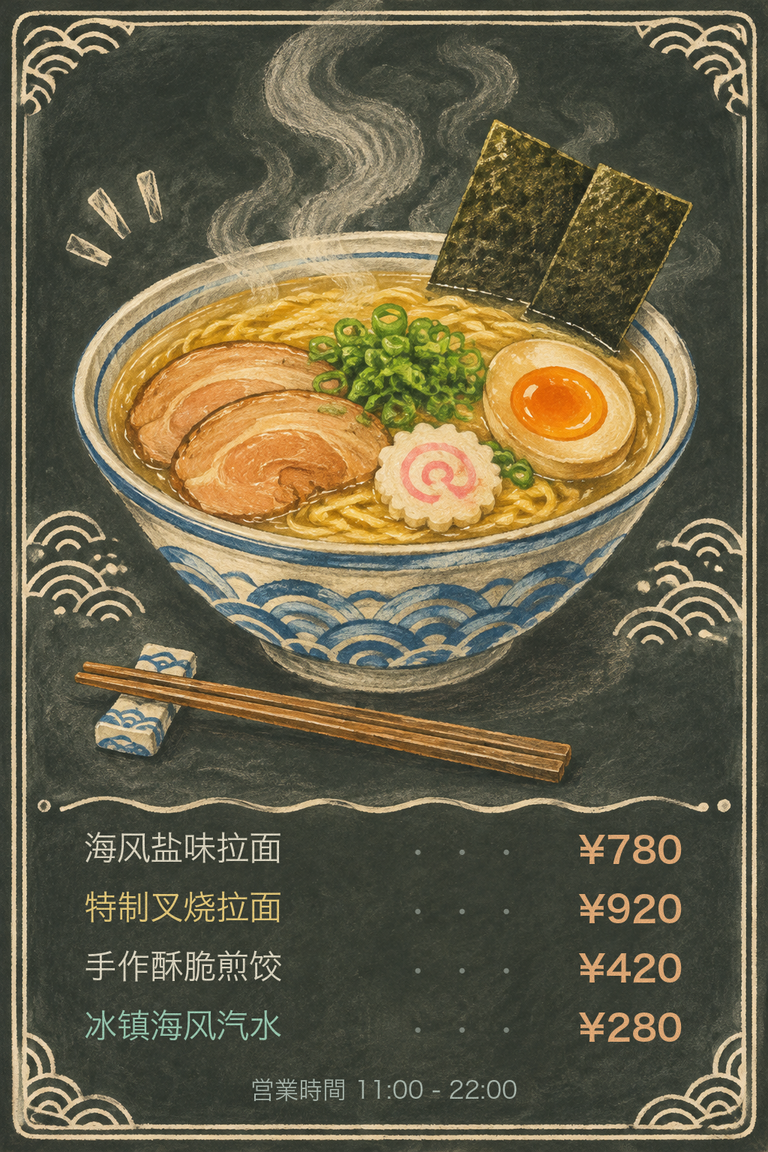 海风盐味拉面 · · · ¥780
特制叉烧拉面 · · · ¥920
手作酥脆煎饺 · · · ¥420
冰镇海风汽水 · · · ¥280
営業時間 11:00 - 22:00